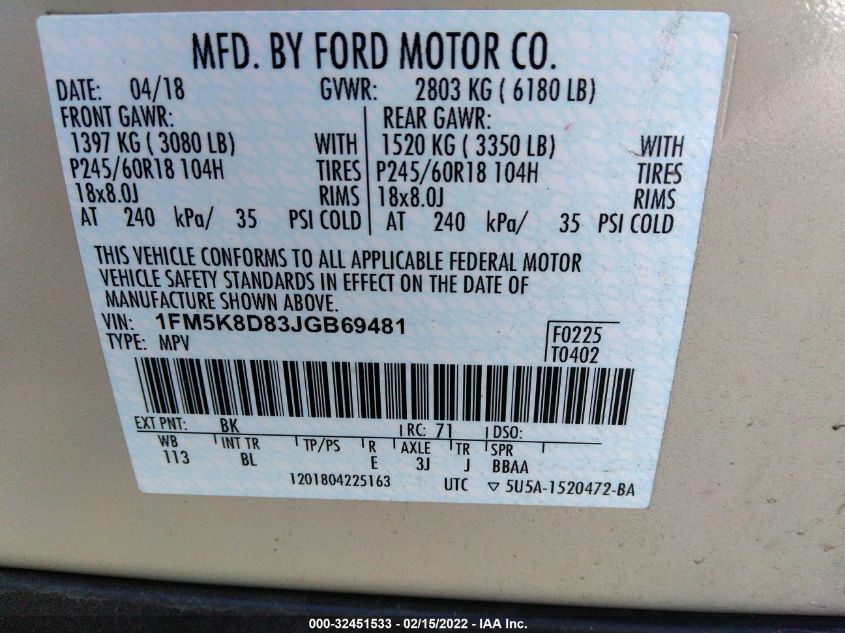 MFD. BY FORD MOTOR CO.
DATE: 04/18 GVWR: 2803 KG ( 6180 LB)
FRONT GAWR: REAR GAWR:
1397 KG ( 3080 LB) WITH 1520 KG ( 3350 LB) WITH
P245/60R18 104H TIRES P245/60R18 104H TIRES
18x8.0J RIMS 18x8.0J RIMS
AT 240 kPa/ 35 PSI COLD AT 240 kPa/ 35 PSI COLD
THIS VEHICLE CONFORMS TO ALL APPLICABLE FEDERAL MOTOR
VEHICLE SAFETY STANDARDS IN EFFECT ON THE DATE OF
MANUFACTURE SHOWN ABOVE.
VIN: 1FM5K8D83JGB69481 F0225
TYPE: MPV T0402
EXT PNT: BK RC: 71 DSO:
WB INT TR TP/PS R AXLE TR SPR
113 BL E 3J J BBAA
1201804225163 UTC ▽ 5U5A-1520472-BA
000-32451533 - 02/15/2022 - IAA Inc.